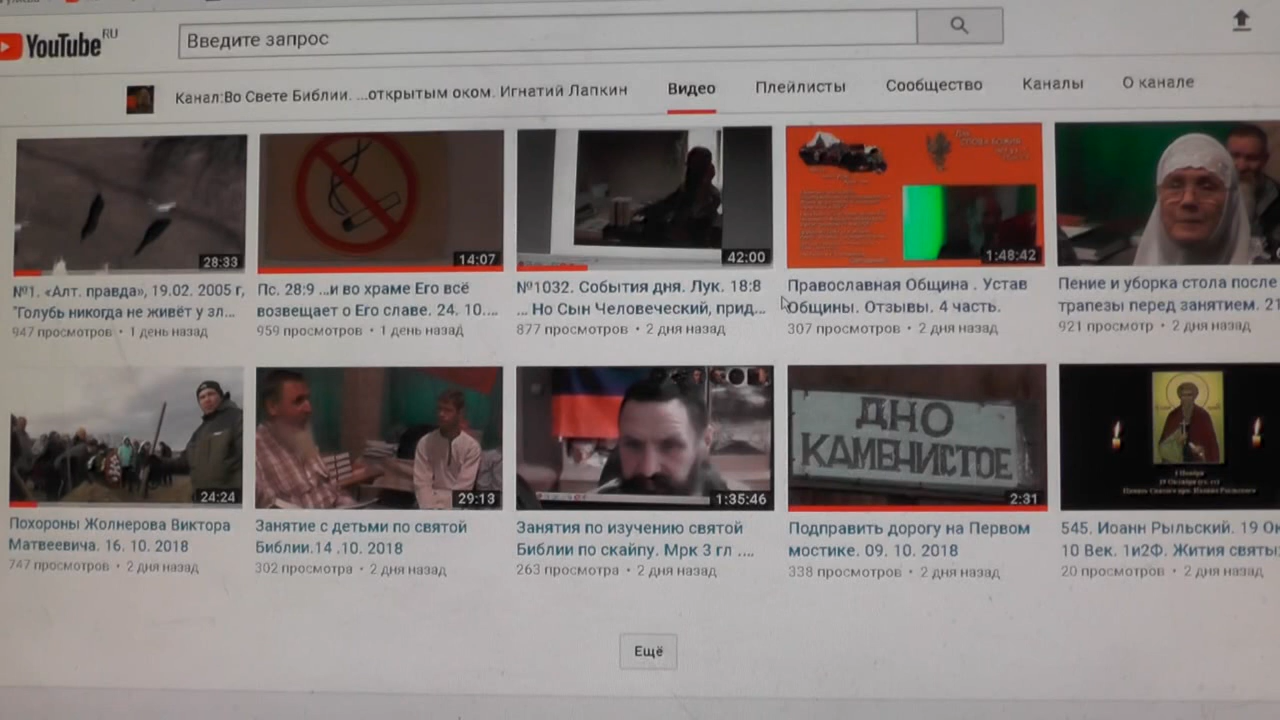 YouTube RU
Введите запрос
Канал:Во Свете Библии. ...открытым оком. Игнатий Лапкин
Видео
Плейлисты
Сообщество
Каналы
О канале
28:33
14:07
42:00
1:48:42
№1. «Алт. правда», 19.02. 2005 г,
"Голубь никогда не живёт у зл...
947 просмотров • 1 день назад
Пс. 28:9 ...и во храме Его всё
возвещает о Его славе. 24. 10....
959 просмотров • 1 день назад
№1032. События дня. Лук. 18:8
... Но Сын Человеческий, прид...
877 просмотров • 2 дня назад
Православная Община . Устав
Общины. Отзывы. 4 часть.
307 просмотров • 2 дня назад
Пение и уборка стола после
трапезы перед занятием. 21
921 просмотр • 2 дня назад
24:24
29:13
1:35:46
ДНО
КАМЕНИСТОЕ
2:31
Похороны Жолнерова Виктора
Матвеевича. 16. 10. 2018
747 просмотров • 2 дня назад
Занятие с детьми по святой
Библии.14 .10. 2018
302 просмотра • 2 дня назад
Занятия по изучению святой
Библии по скайпу. Мрк 3 гл ....
263 просмотра • 2 дня назад
Подправить дорогу на Первом
мостике. 09. 10. 2018
338 просмотров • 2 дня назад
545. Иоанн Рыльский. 19 Ок
10 Век. 1и2Ф. Жития святы
20 просмотров • 2 дня назад
Ещё